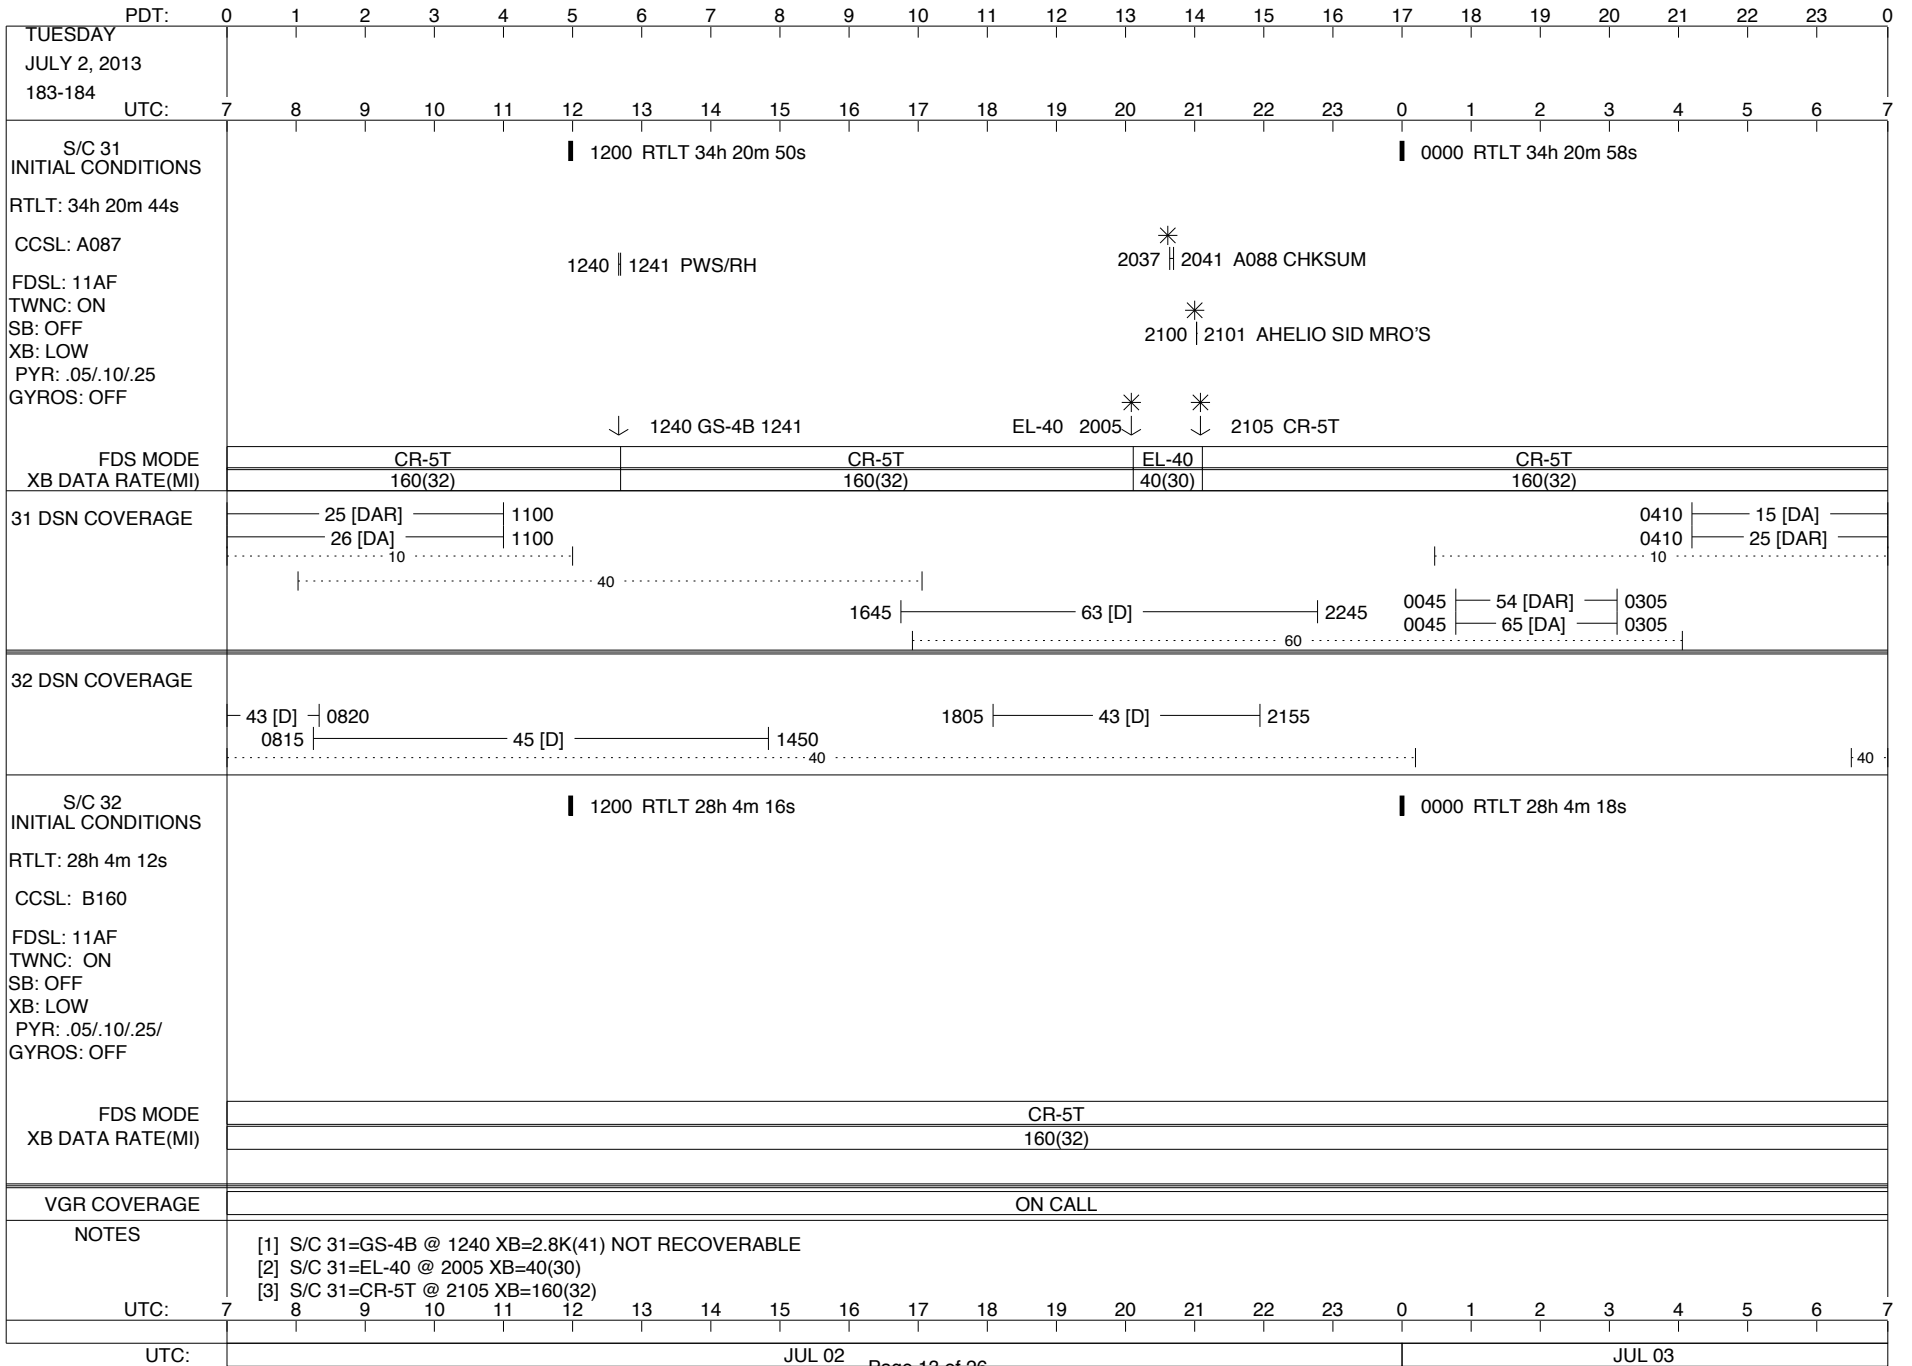 PDT: 0 1 2 3 4 5 6 7 8 9 10 11 12 13 14 15 16 17 18 19 20 21 22 23 0
TUESDAY
JULY 2, 2013
183-184
UTC: 7 8 9 10 11 12 13 14 15 16 17 18 19 20 21 22 23 0 1 2 3 4 5 6 7
S/C 31
INITIAL CONDITIONS
1200 RTLT 34h 20m 50s
0000 RTLT 34h 20m 58s
RTLT: 34h 20m 44s
CCSL: A087
1240 1241 PWS/RH
2037 2041 A088 CHKSUM
FDSL: 11AF
TWNC: ON
SB: OFF
2100 2101 AHELIO SID MRO'S
XB: LOW
PYR: .05/.10/.25
GYROS: OFF
1240 GS-4B 1241
EL-40 2005
2105 CR-5T
FDS MODE CR-5T CR-5T EL-40 CR-5T
XB DATA RATE(MI) 160(32) 160(32) 40(30) 160(32)
31 DSN COVERAGE
25 [DAR] 1100
0410 15 [DA]
26 [DA] 1100
0410 25 [DAR]
10
10
40
0045 54 [DAR] 0305
1645 63 [D] 2245
0045 65 [DA] 0305
60
32 DSN COVERAGE
43 [D] 0820
1805 43 [D] 2155
0815 45 [D] 1450
40
40
S/C 32
INITIAL CONDITIONS
1200 RTLT 28h 4m 16s
0000 RTLT 28h 4m 18s
RTLT: 28h 4m 12s
CCSL: B160
FDSL: 11AF
TWNC: ON
SB: OFF
XB: LOW
PYR: .05/.10/.25/
GYROS: OFF
FDS MODE CR-5T
XB DATA RATE(MI) 160(32)
VGR COVERAGE ON CALL
NOTES
[1] S/C 31=GS-4B @ 1240 XB=2.8K(41) NOT RECOVERABLE
[2] S/C 31=EL-40 @ 2005 XB=40(30)
[3] S/C 31=CR-5T @ 2105 XB=160(32)
UTC: 7 8 9 10 11 12 13 14 15 16 17 18 19 20 21 22 23 0 1 2 3 4 5 6 7
UTC: JUL 02 JUL 03
Page 13 of 26